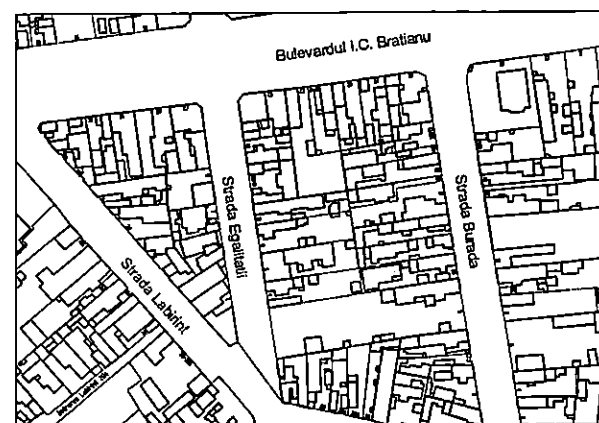 Bulevardul I.C. Bratianu
Strada Egalitatii
Strada Burada
Strada Labirint